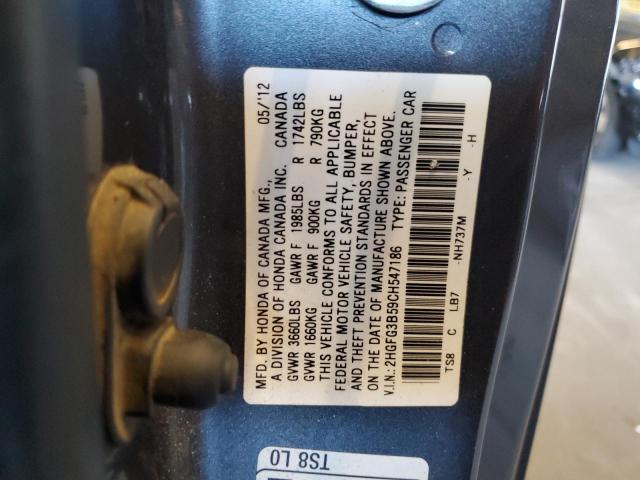 MFD. BY HONDA OF CANADA MFG., 05/'12
A DIVISION OF HONDA CANADA INC. CANADA
GVWR 3660LBS GAWR F 1985LBS R 1742LBS
GVWR 1660KG GAWR F 900KG R 790KG
THIS VEHICLE CONFORMS TO ALL APPLICABLE
FEDERAL MOTOR VEHICLE SAFETY, BUMPER,
AND THEFT PREVENTION STANDARDS IN EFFECT
ON THE DATE OF MANUFACTURE SHOWN ABOVE.
V.I.N.: 2HGFG3B59CH547186 TYPE: PASSENGER CAR
TS8 C LB7 -NH737M -Y -H
TS8 L0